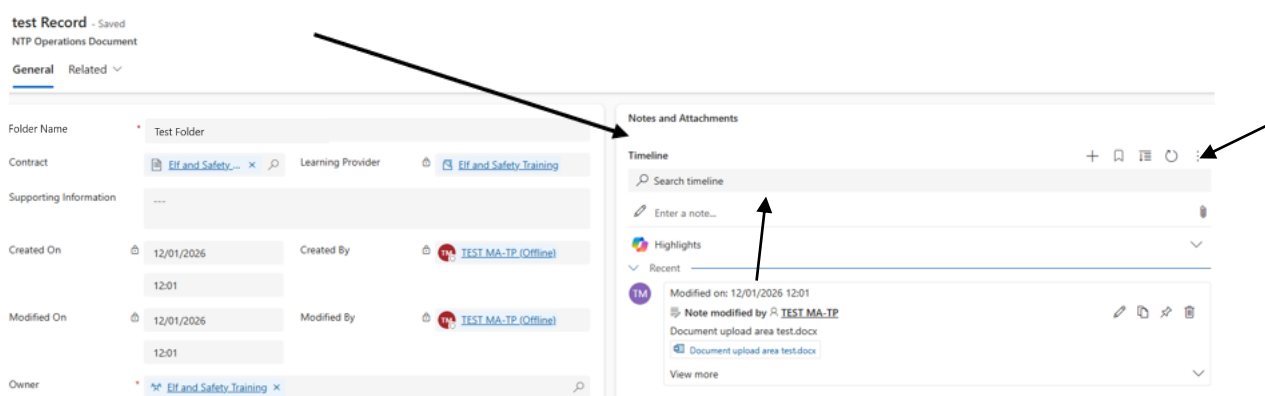 test Record - Saved
NTP Operations Document
General Related
Folder Name * Test Folder
Contract Elf and Safety ... × Learning Provider Elf and Safety Training
Supporting Information ---
Created On 12/01/2026 Created By TM TEST MA-TP (Offline)
12:01
Modified On 12/01/2026 Modified By TM TEST MA-TP (Offline)
12:01
Owner * Elf and Safety Training ×
Notes and Attachments
Timeline
Search timeline
Enter a note...
Highlights
Recent
TM Modified on: 12/01/2026 12:01
Note modified by TEST MA-TP
Document upload area test.docx
Document upload area test.docx
View more